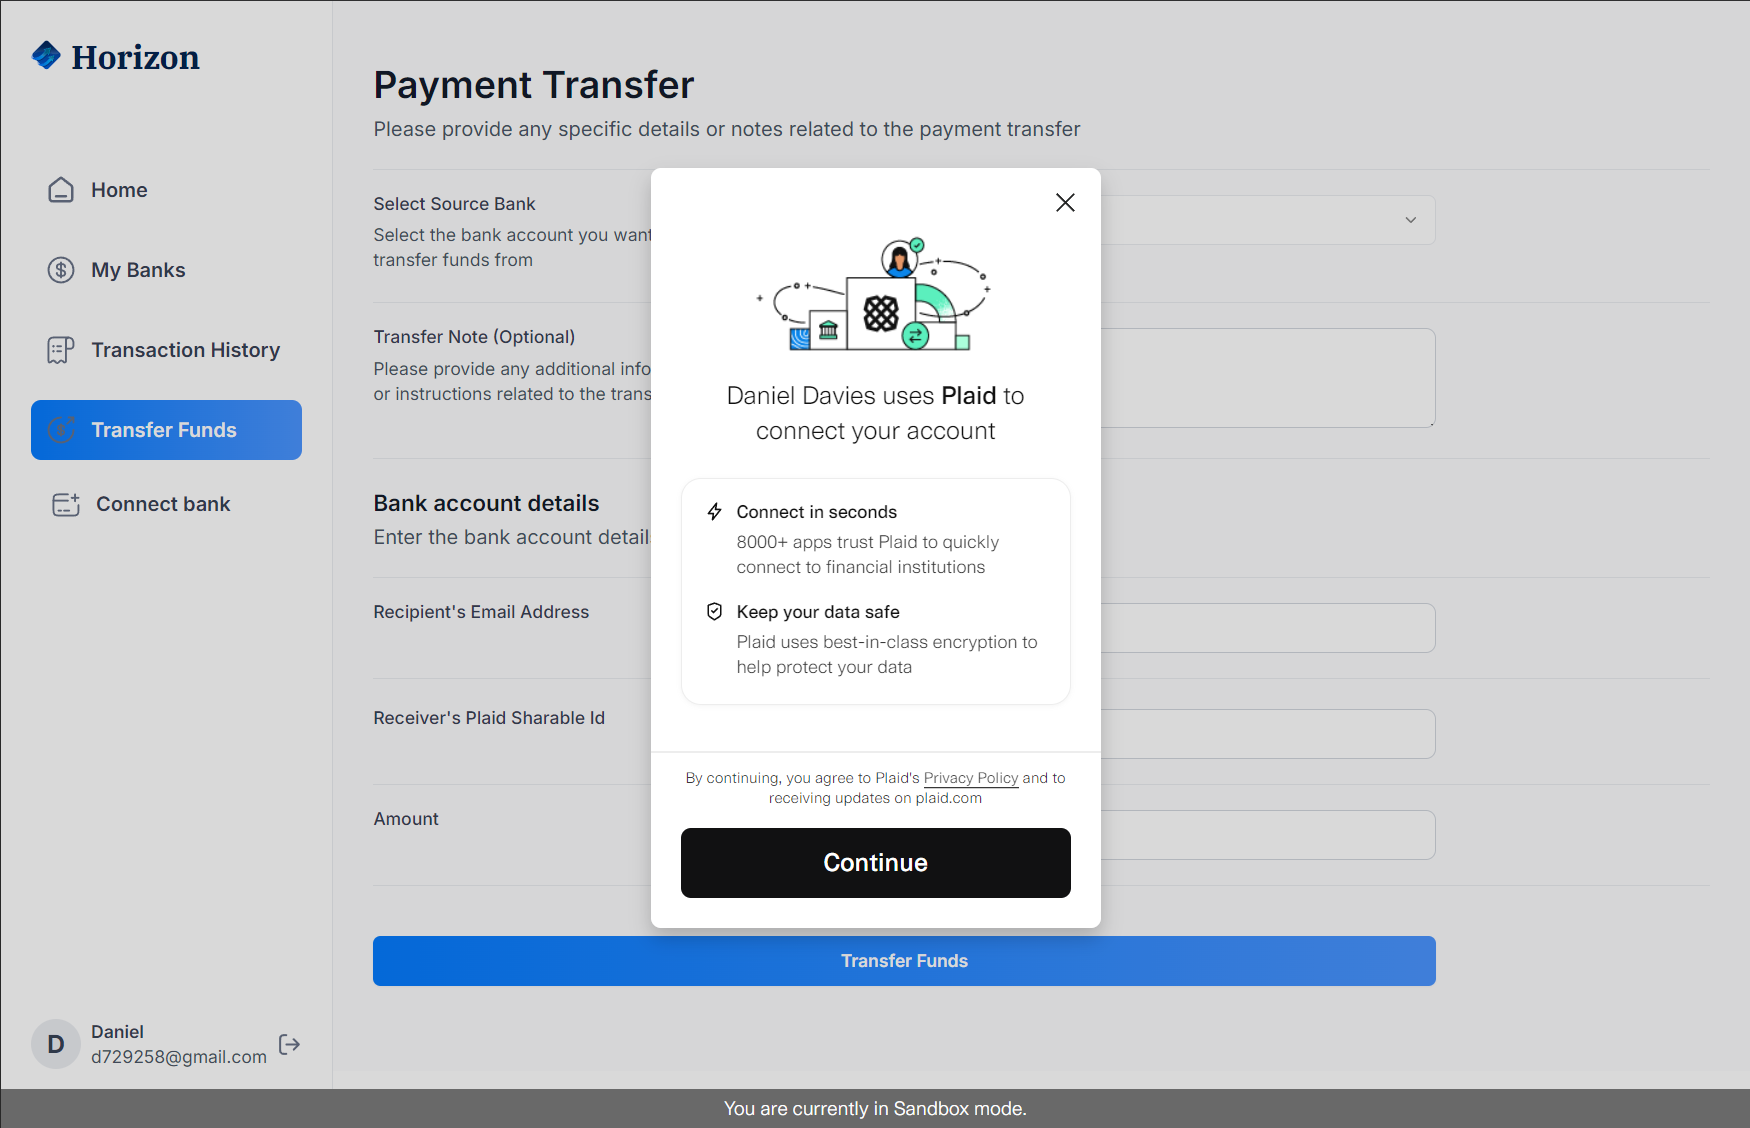 Horizon
Home
My Banks
Transaction History
Transfer Funds
Connect bank
Daniel
d729258@gmail.com
D
Payment Transfer
Please provide any specific details or notes related to the payment transfer
Select Source Bank
Select the bank account you want
transfer funds from
Transfer Note (Optional)
Please provide any additional info
or instructions related to the trans
Bank account details
Enter the bank account detail
Recipient's Email Address
Receiver's Plaid Sharable Id
Amount
Transfer Funds
Daniel Davies uses Plaid to
connect your account
Connect in seconds
8000+ apps trust Plaid to quickly
connect to financial institutions
Keep your data safe
Plaid uses best-in-class encryption to
help protect your data
By continuing, you agree to Plaid's Privacy Policy and to
receiving updates on plaid.com
Continue
You are currently in Sandbox mode.